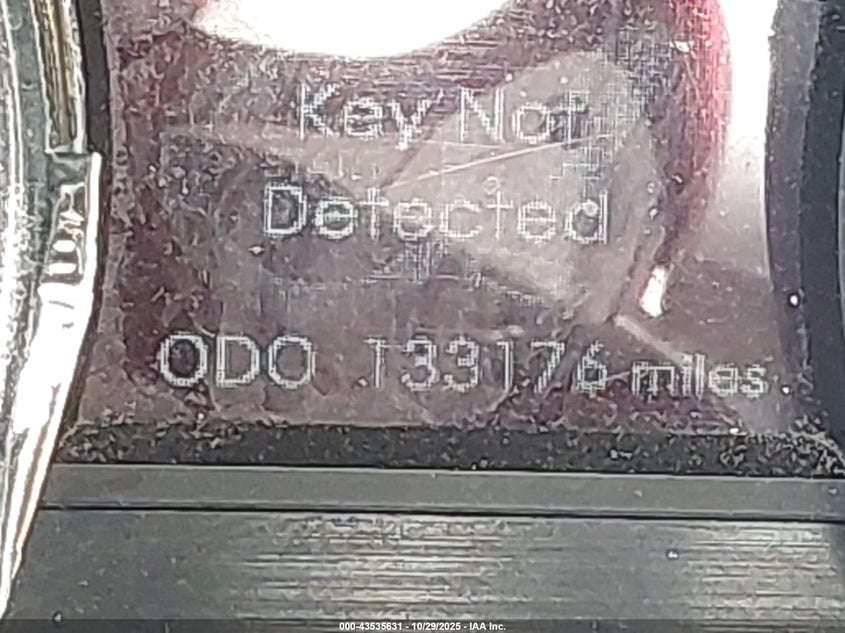 Key Not
Detected
ODO 133176 miles
000-43535631 - 10/29/2025 - IAA Inc.